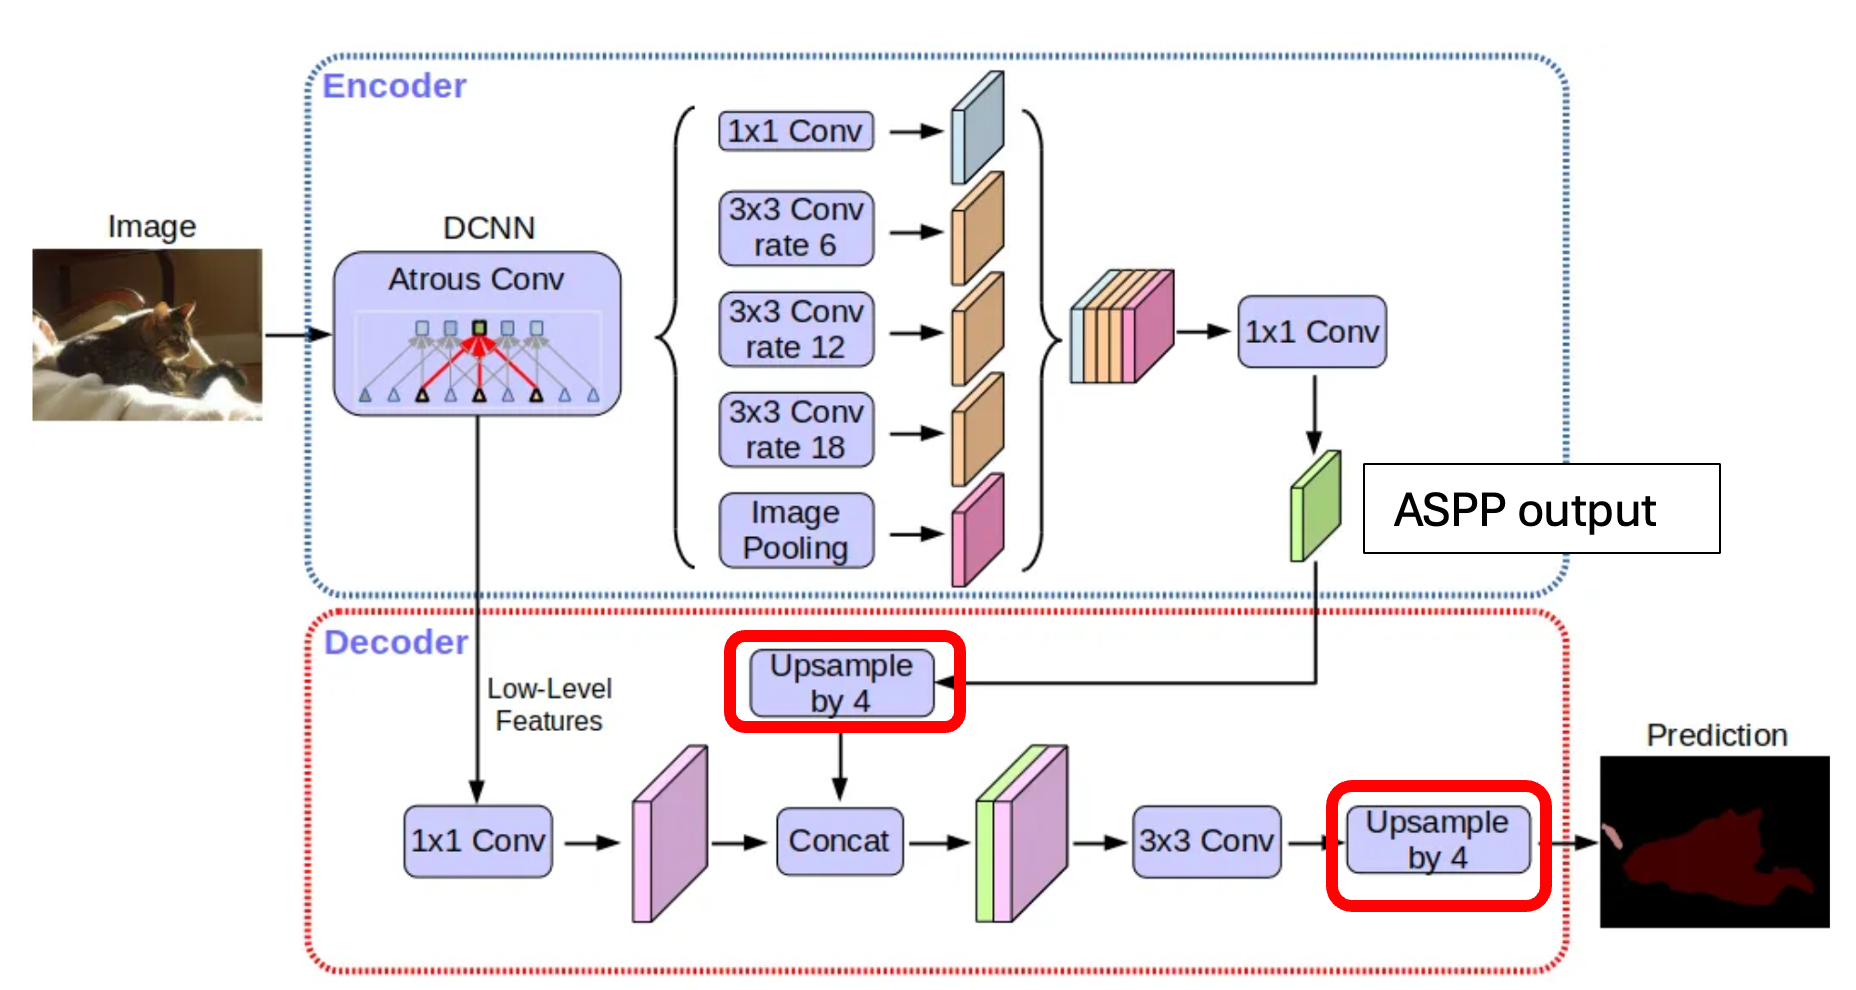 Encoder
Image
DCNN
Atrous Conv
1x1 Conv
3x3 Conv
rate 6
3x3 Conv
rate 12
3x3 Conv
rate 18
Image
Pooling
1x1 Conv
ASPP output
Decoder
Low-Level
Features
Upsample
by 4
1x1 Conv
Concat
3x3 Conv
Upsample
by 4
Prediction